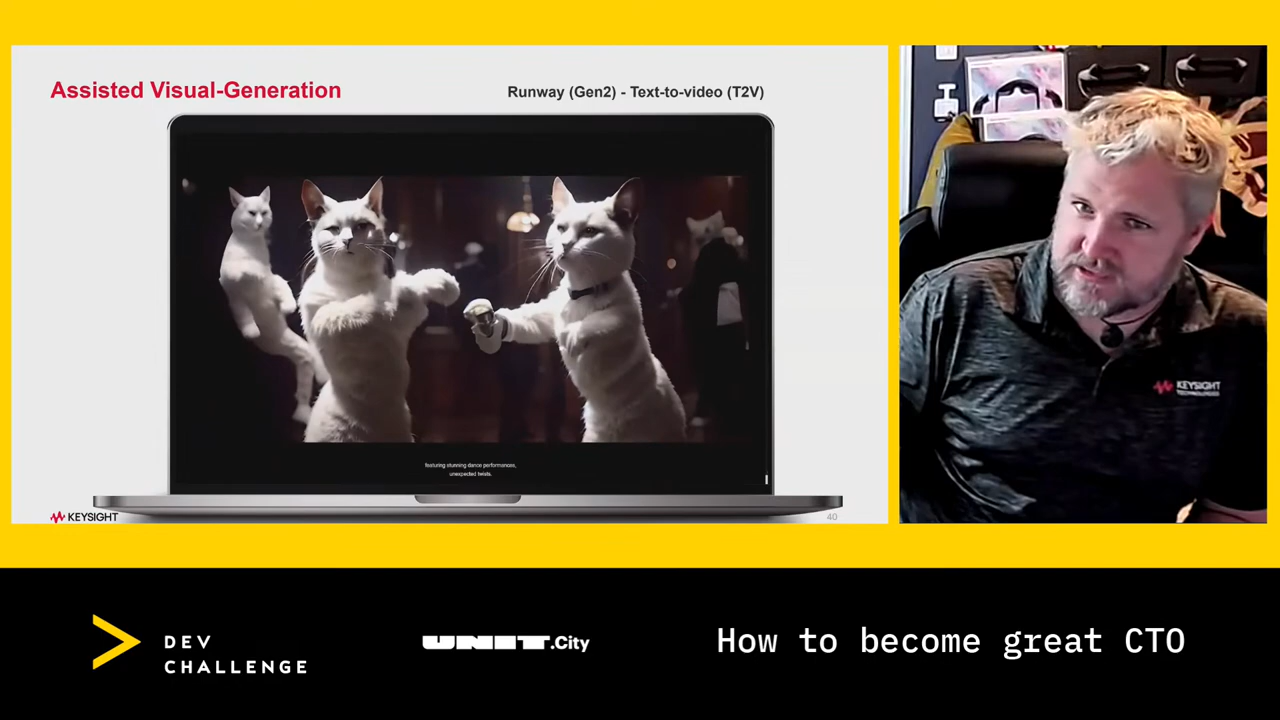 Assisted Visual-Generation
Runway (Gen2) - Text-to-video (T2V)
featuring stunning dance performances,
unexpected twists.
KEYSIGHT
TECHNOLOGIES
KEYSIGHT
40
DEV
CHALLENGE
UNIT.City
How to become great CTO